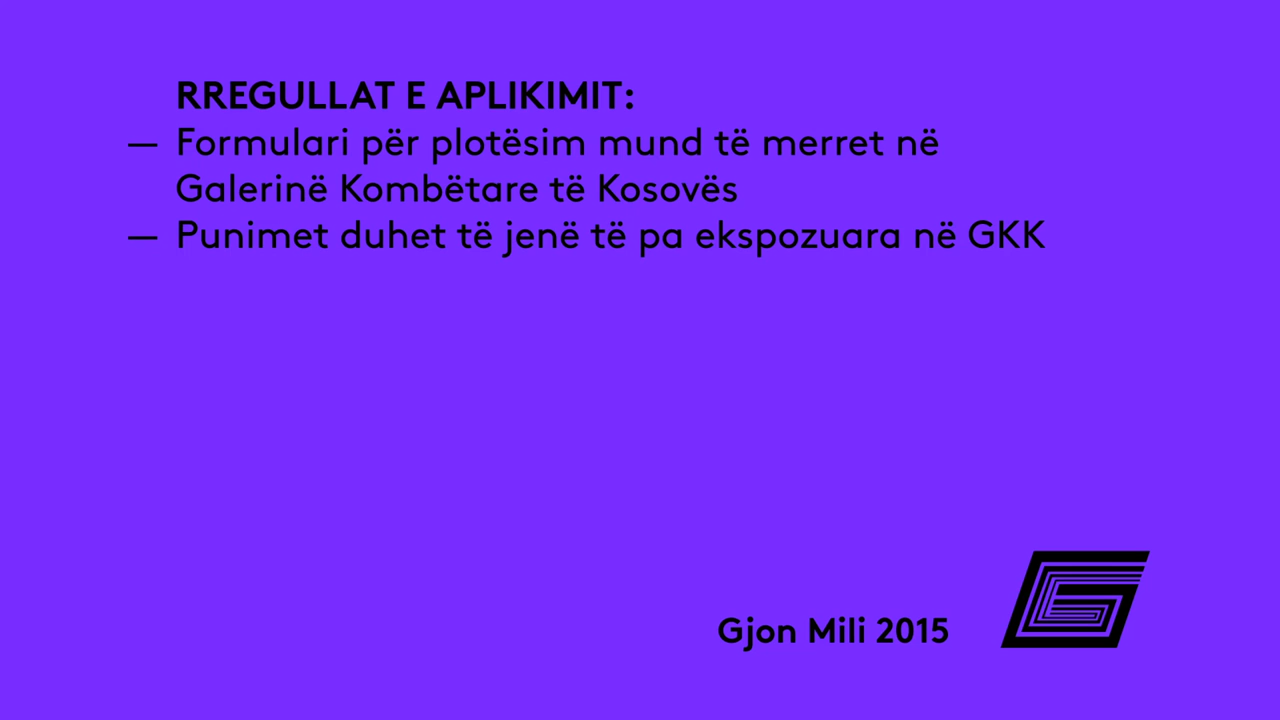 RREGULLAT E APLIKIMIT:
— Formulari për plotësim mund të merret në
Galerinë Kombëtare të Kosovës
— Punimet duhet të jenë të pa ekspozuara në GKK
Gjon Mili 2015